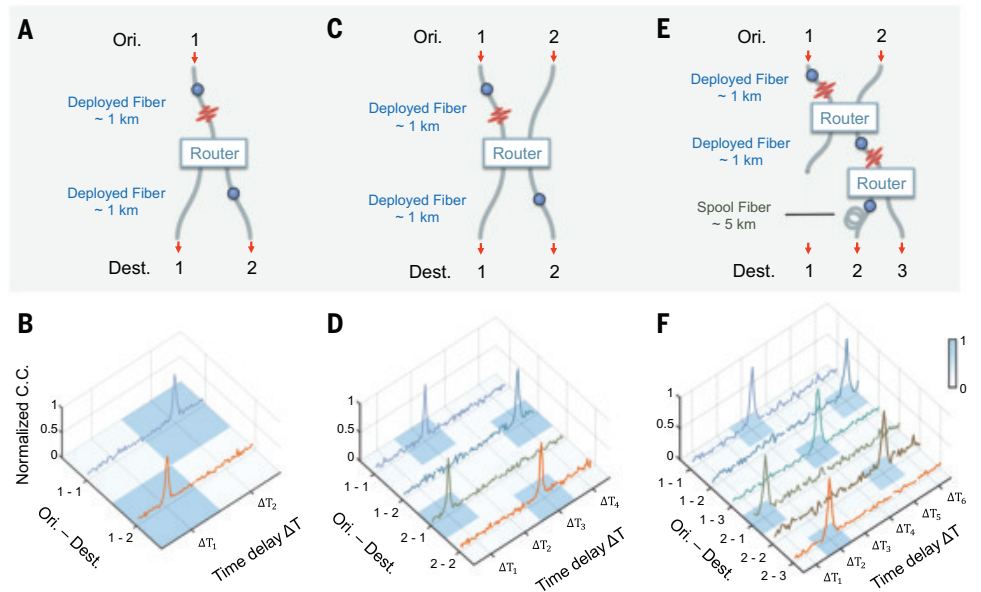 A
Ori.
1
Deployed Fiber
~ 1 km
Router
Deployed Fiber
~ 1 km
Dest.
1
2
C
Ori.
1
2
Deployed Fiber
~ 1 km
Router
Deployed Fiber
~ 1 km
Dest.
1
2
E
Ori.
1
2
Deployed Fiber
~ 1 km
Router
Deployed Fiber
~ 1 km
Router
Spool Fiber
~ 5 km
Dest.
1
2
3
B
Normalized C.C.
1
0.5
0
1 - 1
1 - 2
Ori. – Dest.
ΔT₁
ΔT₂
Time delay ΔT
D
1
0.5
0
1 - 1
1 - 2
2 - 1
2 - 2
Ori. – Dest.
ΔT₁
ΔT₂
ΔT₃
ΔT₄
Time delay ΔT
F
1
0.5
0
1 - 1
1 - 2
1 - 3
2 - 1
2 - 2
2 - 3
Ori. – Dest.
ΔT₁
ΔT₂
ΔT₃
ΔT₄
ΔT₅
ΔT₆
Time delay ΔT
1
0